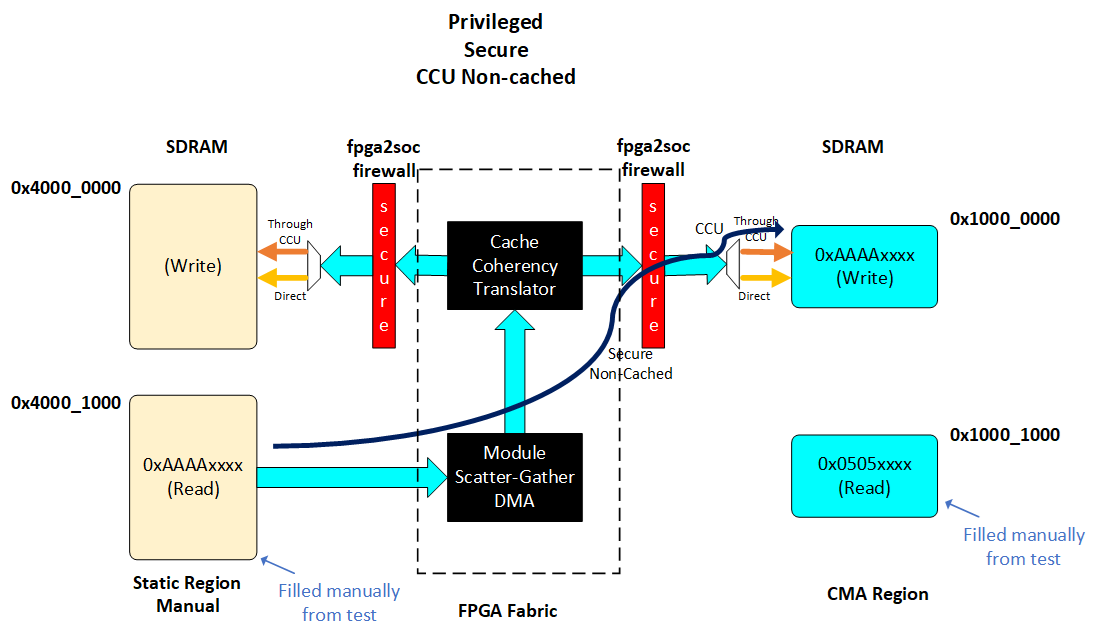 Privileged
Secure
CCU Non-cached
SDRAM
fpga2soc
firewall
fpga2soc
firewall
SDRAM
0x4000_0000
0x1000_0000
(Write)
Through
CCU
Direct
secure
Cache
Coherency
Translator
secure
CCU
Through
CCU
Direct
0xAAAAxxxx
(Write)
Secure
Non-Cached
0x4000_1000
0x1000_1000
0xAAAAxxxx
(Read)
Module
Scatter-Gather
DMA
0x0505xxxx
(Read)
Filled manually
from test
Static Region
Manual
Filled manually
from test
FPGA Fabric
CMA Region